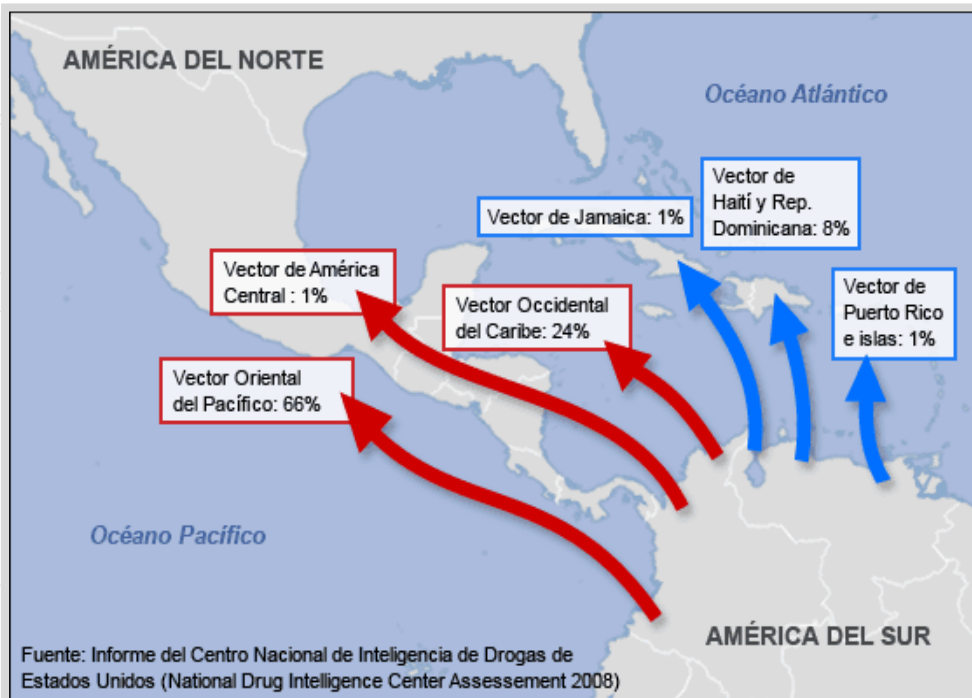 AMÉRICA DEL NORTE
Océano Atlántico
Vector de Jamaica: 1%
Vector de
Haití y Rep.
Dominicana: 8%
Vector de América
Central : 1%
Vector Occidental
del Caribe: 24%
Vector de
Puerto Rico
e islas: 1%
Vector Oriental
del Pacífico: 66%
Océano Pacífico
AMÉRICA DEL SUR
Fuente: Informe del Centro Nacional de Inteligencia de Drogas de
Estados Unidos (National Drug Intelligence Center Assessement 2008)